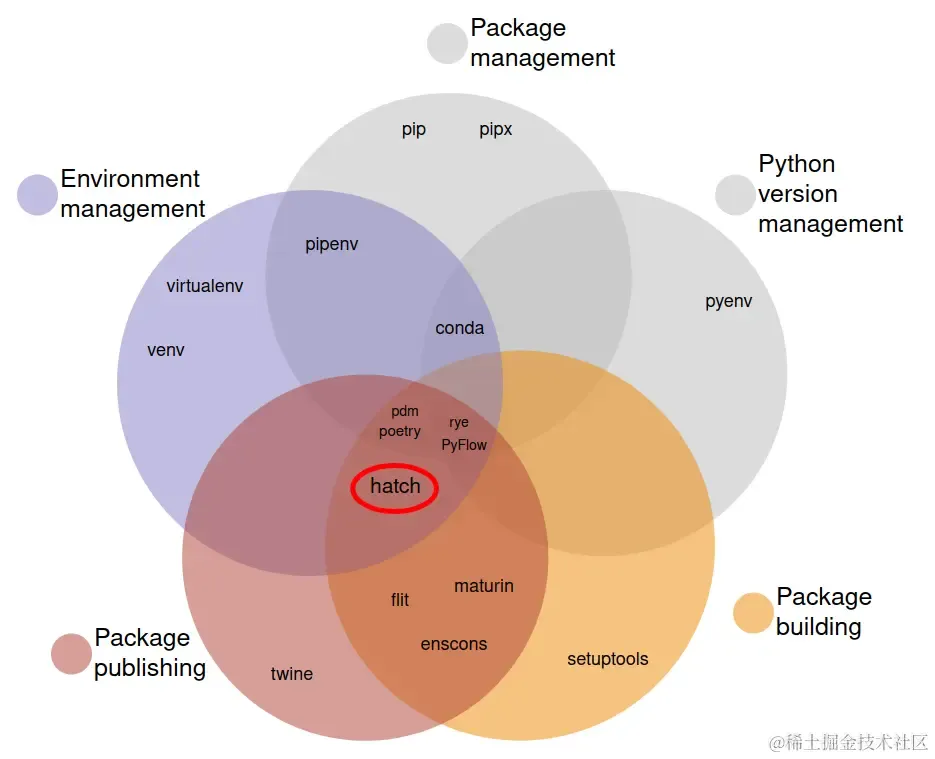 Package
management
Python
version
management
Environment
management
pip pipx
pipenv
virtualenv
pyenv
conda
venv
pdm rye
poetry PyFlow
hatch
flit maturin
enscons
setuptools
twine
Package
building
Package
publishing
@稀土掘金技术社区